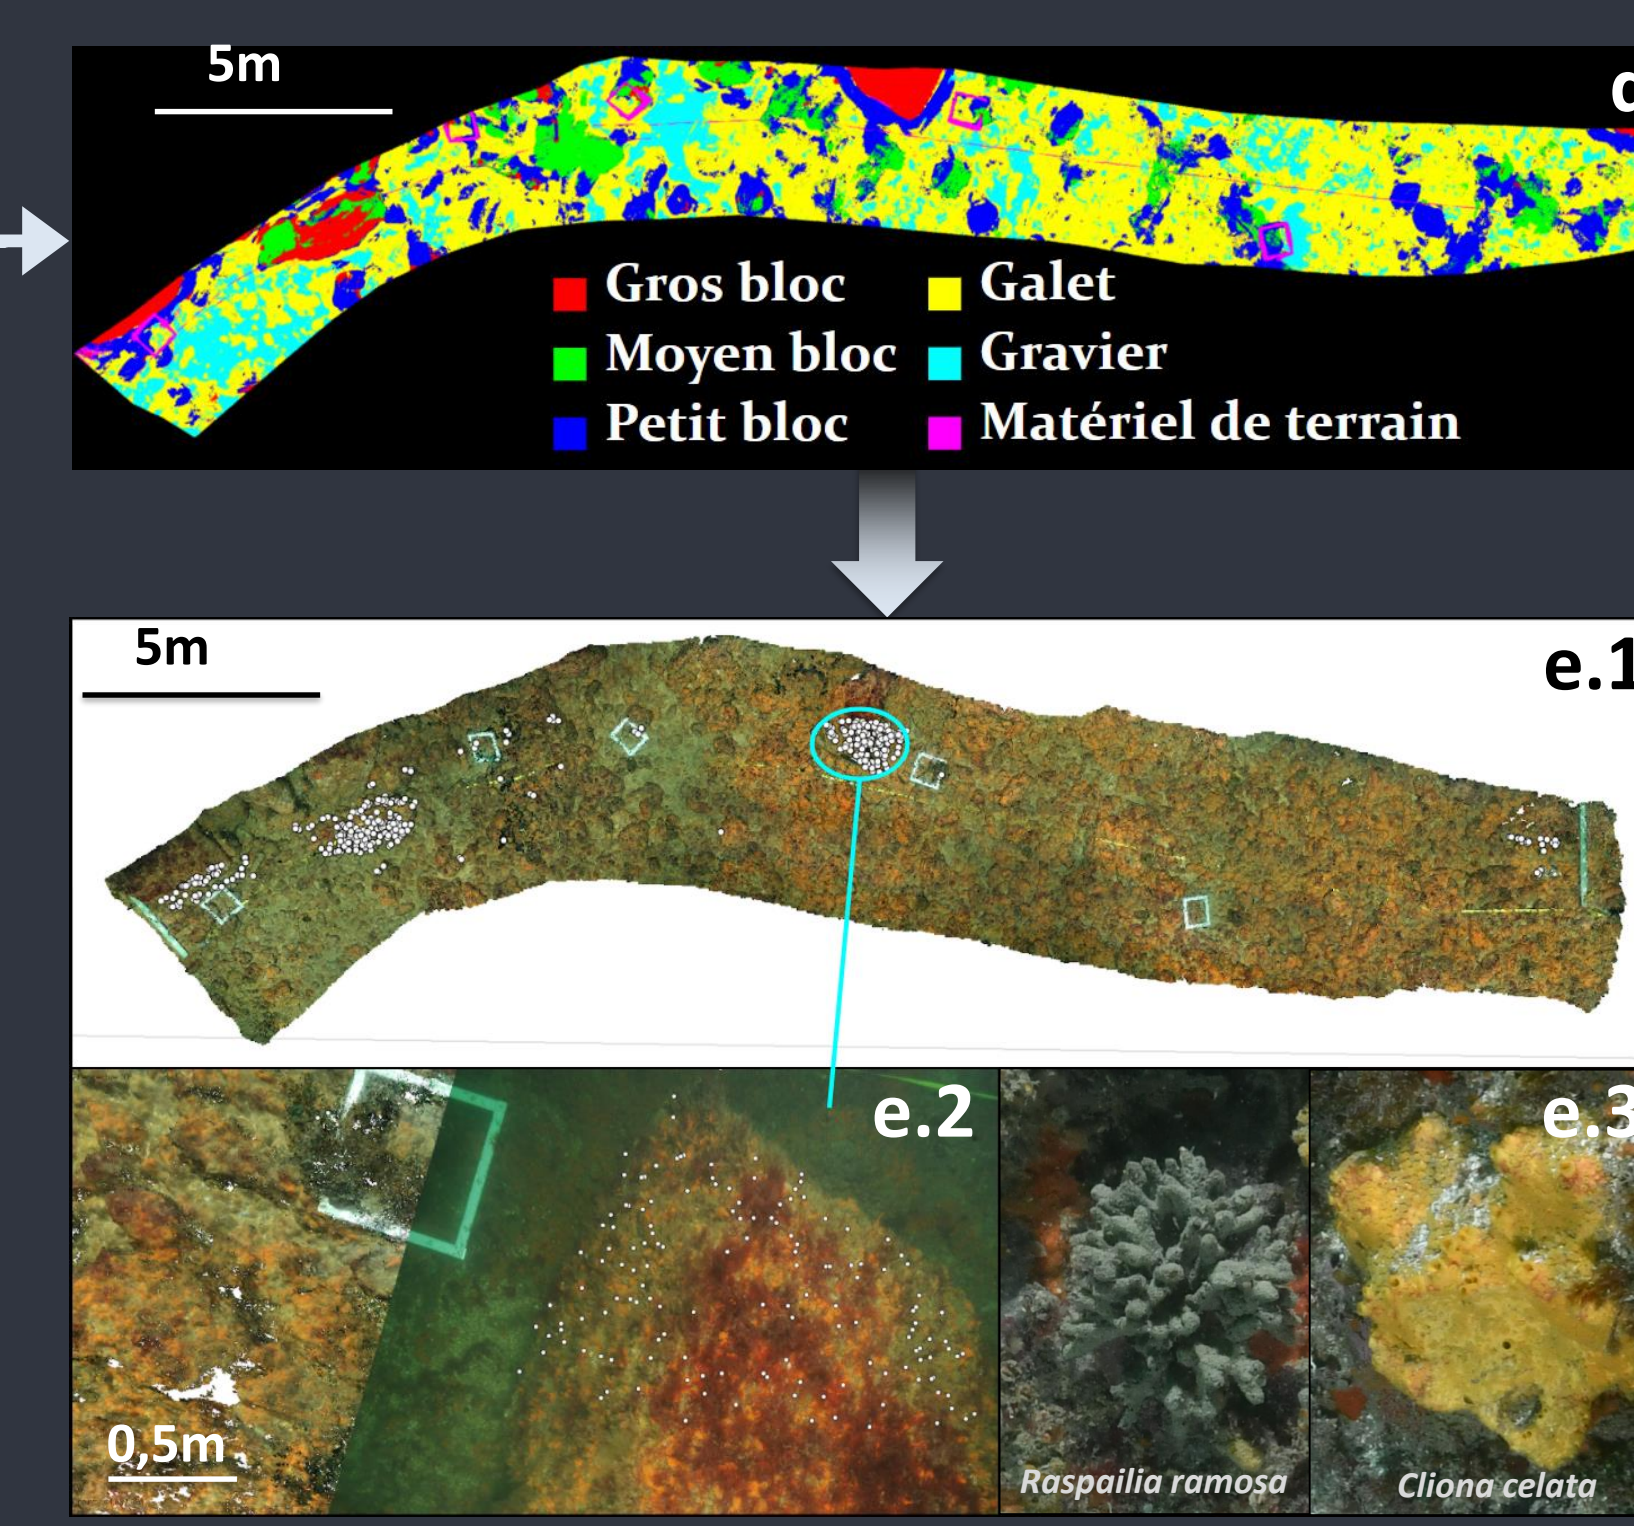 5m
d
Gros bloc
Galet
Moyen bloc
Gravier
Petit bloc
Matériel de terrain
5m
e.1
e.2
e.3
0,5m
Raspailia ramosa
Cliona celata